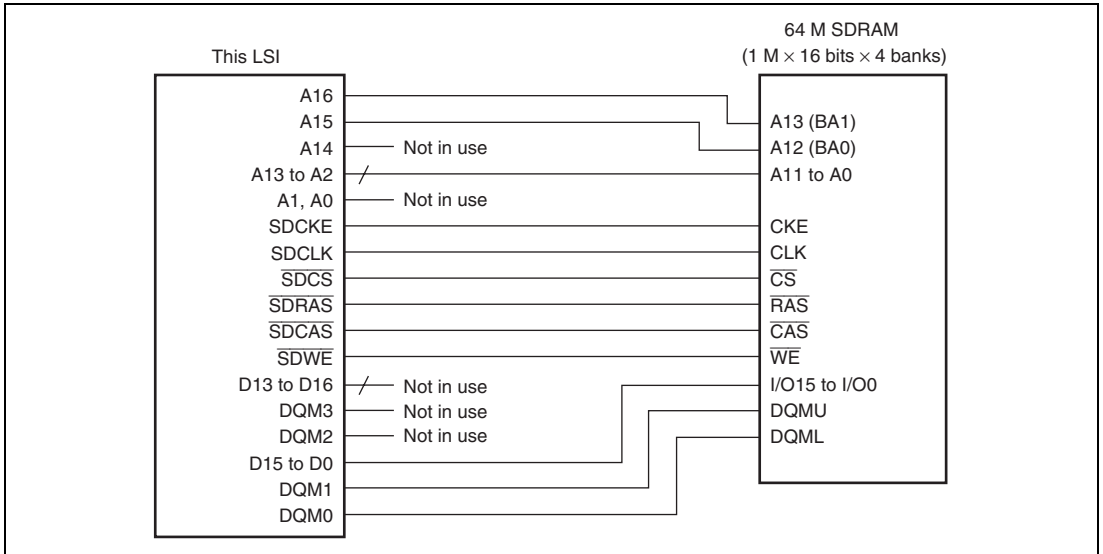 This LSI
A16
A15
A14
A13 to A2
A1, A0
SDCKE
SDCLK
SDCS
SDRAS
SDCAS
SDWE
D13 to D16
DQM3
DQM2
D15 to D0
DQM1
DQM0
Not in use
Not in use
Not in use
Not in use
Not in use
64 M SDRAM
(1 M × 16 bits × 4 banks)
A13 (BA1)
A12 (BA0)
A11 to A0
CKE
CLK
CS
RAS
CAS
WE
I/O15 to I/O0
DQMU
DQML